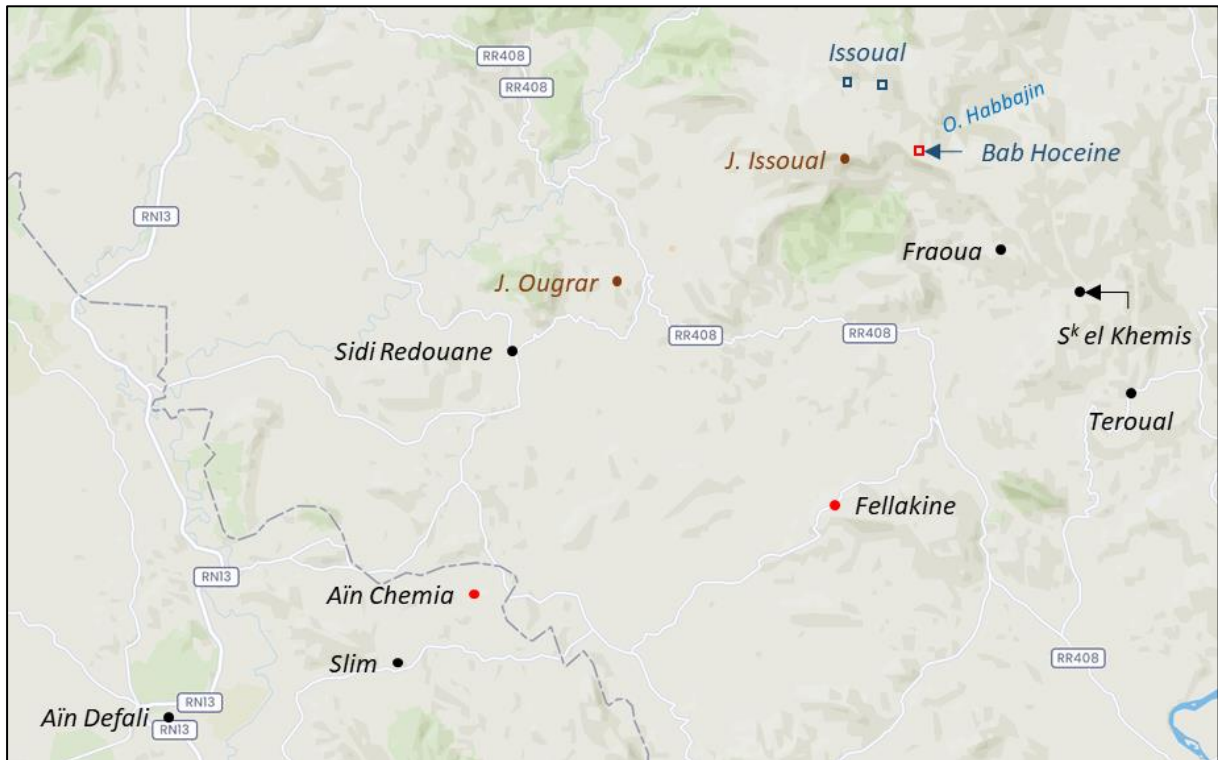 RR408
Issoual
RR408
O. Habbajin
J. Issoual
Bab Hoceine
RN13
Fraoua
J. Ougrar
RR408
RR408
Sᵏ el Khemis
Sidi Redouane
Teroual
Fellakine
RN13
Aïn Chemia
Slim
RR408
RN13
Aïn Defali
RN13